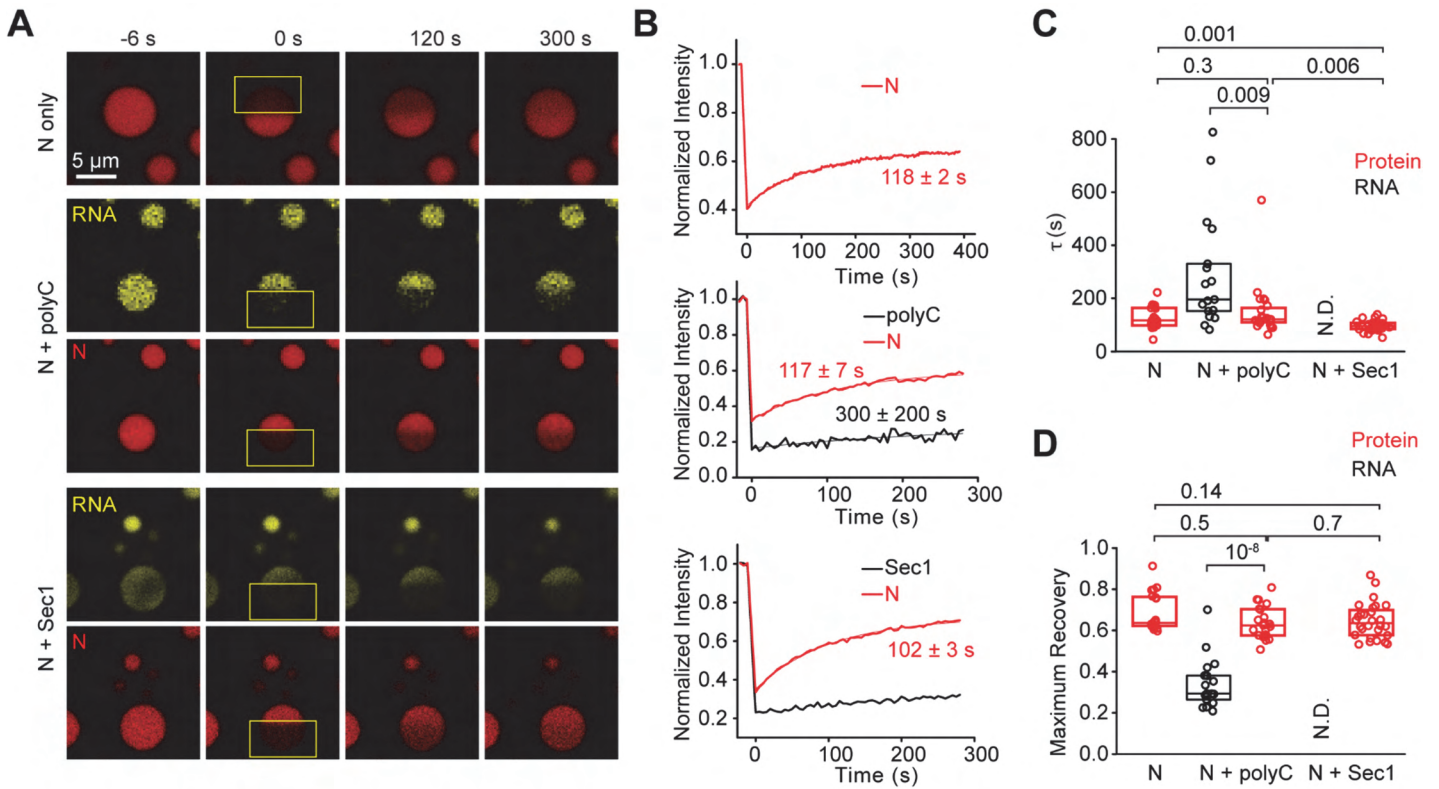 A
-6 s 0 s 120 s 300 s
N only
5 μm
N + polyC
RNA
N
N + Sec1
RNA
N
B
Normalized Intensity
1.0
0.8
0.6
0.4
N
118 ± 2 s
0 100 200 300 400
Time (s)
Normalized Intensity
1.0
0.8
0.6
0.4
0.2
0.0
polyC
N
117 ± 7 s
300 ± 200 s
0 100 200 300
Time (s)
Normalized Intensity
1.0
0.8
0.6
0.4
0.2
Sec1
N
102 ± 3 s
0 100 200 300
Time (s)
C
0.001
0.3 0.006
0.009
Protein
RNA
τ (s)
800
600
400
200
0
N.D.
N N + polyC N + Sec1
D
Protein
RNA
0.14
0.5 0.7
10-8
Maximum Recovery
1.0
0.8
0.6
0.4
0.2
0.0
N.D.
N N + polyC N + Sec1